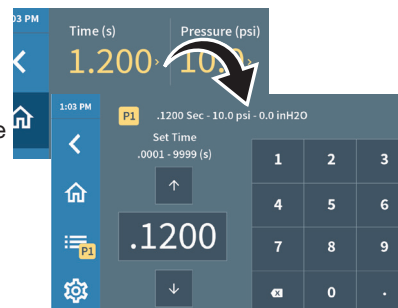 03 PM
Time (s) Pressure (psi)
1.200 10.0
e
1:03 PM
P1 .1200 Sec - 10.0 psi - 0.0 inH2O
Set Time
.0001 - 9999 (s)
1 2 3
4 5 6
.1200
P1
7 8 9
0 .